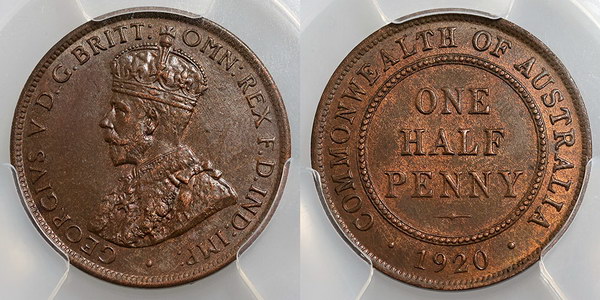 GEORGIVS V D.G.BRITT: OMN: REX F.D.IND:IMP:
COMMONWEALTH OF AUSTRALIA
ONE
HALF
PENNY
· 1920 ·